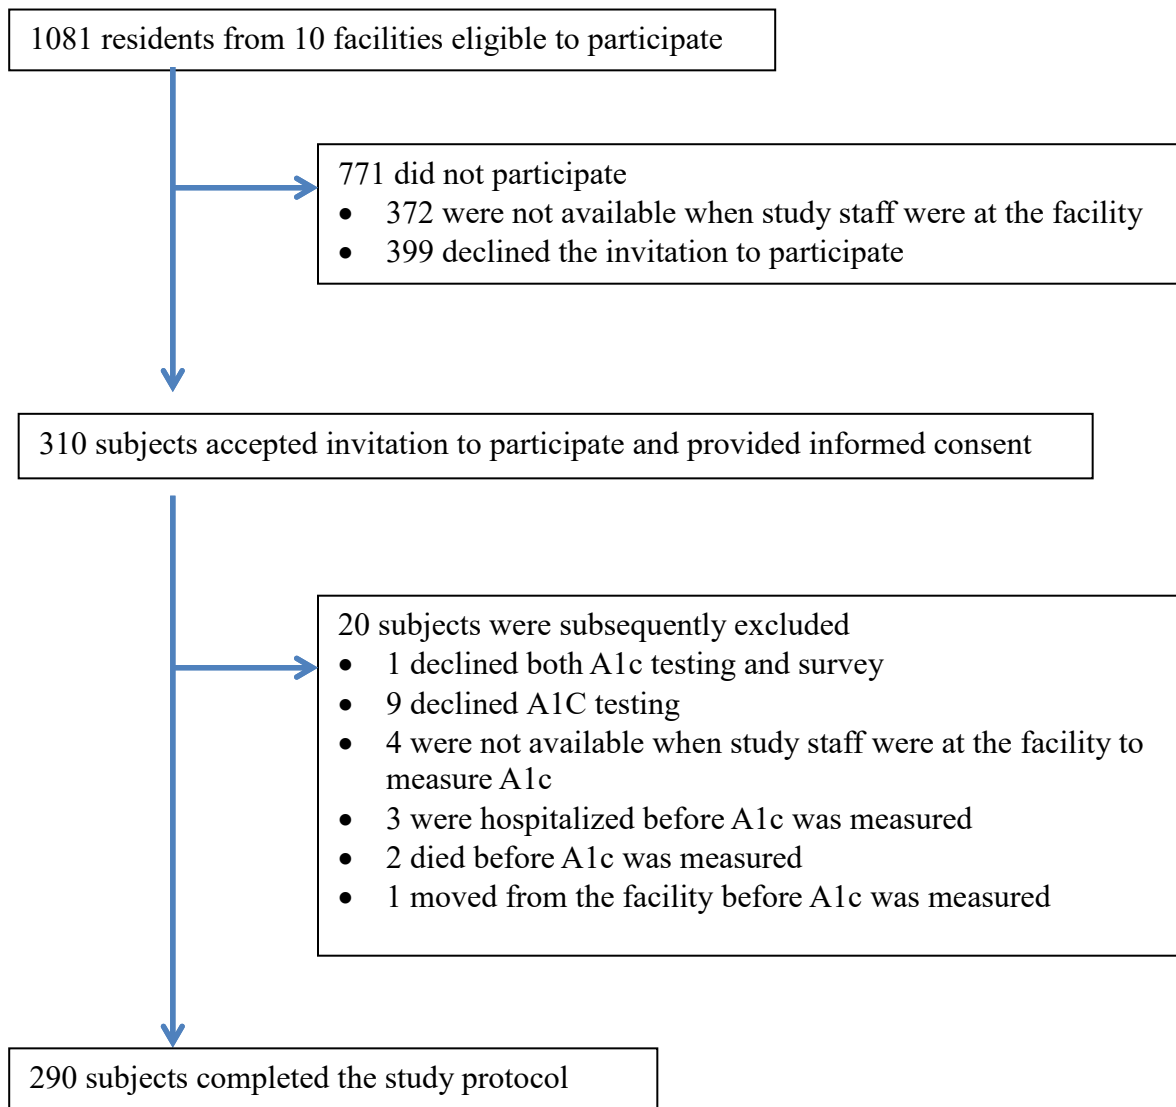 1081 residents from 10 facilities eligible to participate
771 did not participate
• 372 were not available when study staff were at the facility
• 399 declined the invitation to participate
310 subjects accepted invitation to participate and provided informed consent
20 subjects were subsequently excluded
• 1 declined both A1c testing and survey
• 9 declined A1C testing
• 4 were not available when study staff were at the facility to
measure A1c
• 3 were hospitalized before A1c was measured
• 2 died before A1c was measured
• 1 moved from the facility before A1c was measured
290 subjects completed the study protocol